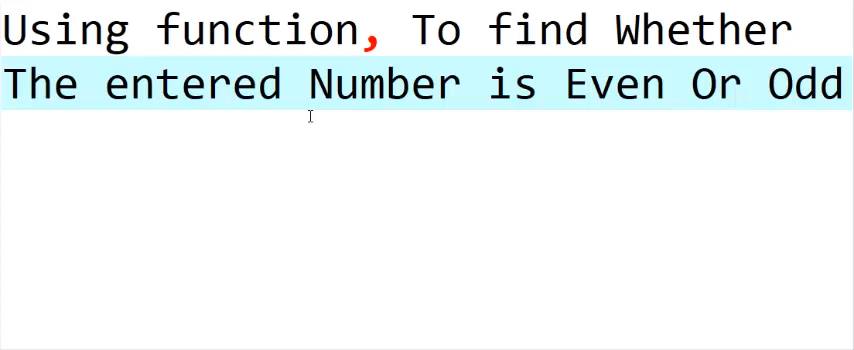 Using function, To find Whether
The entered Number is Even Or Odd